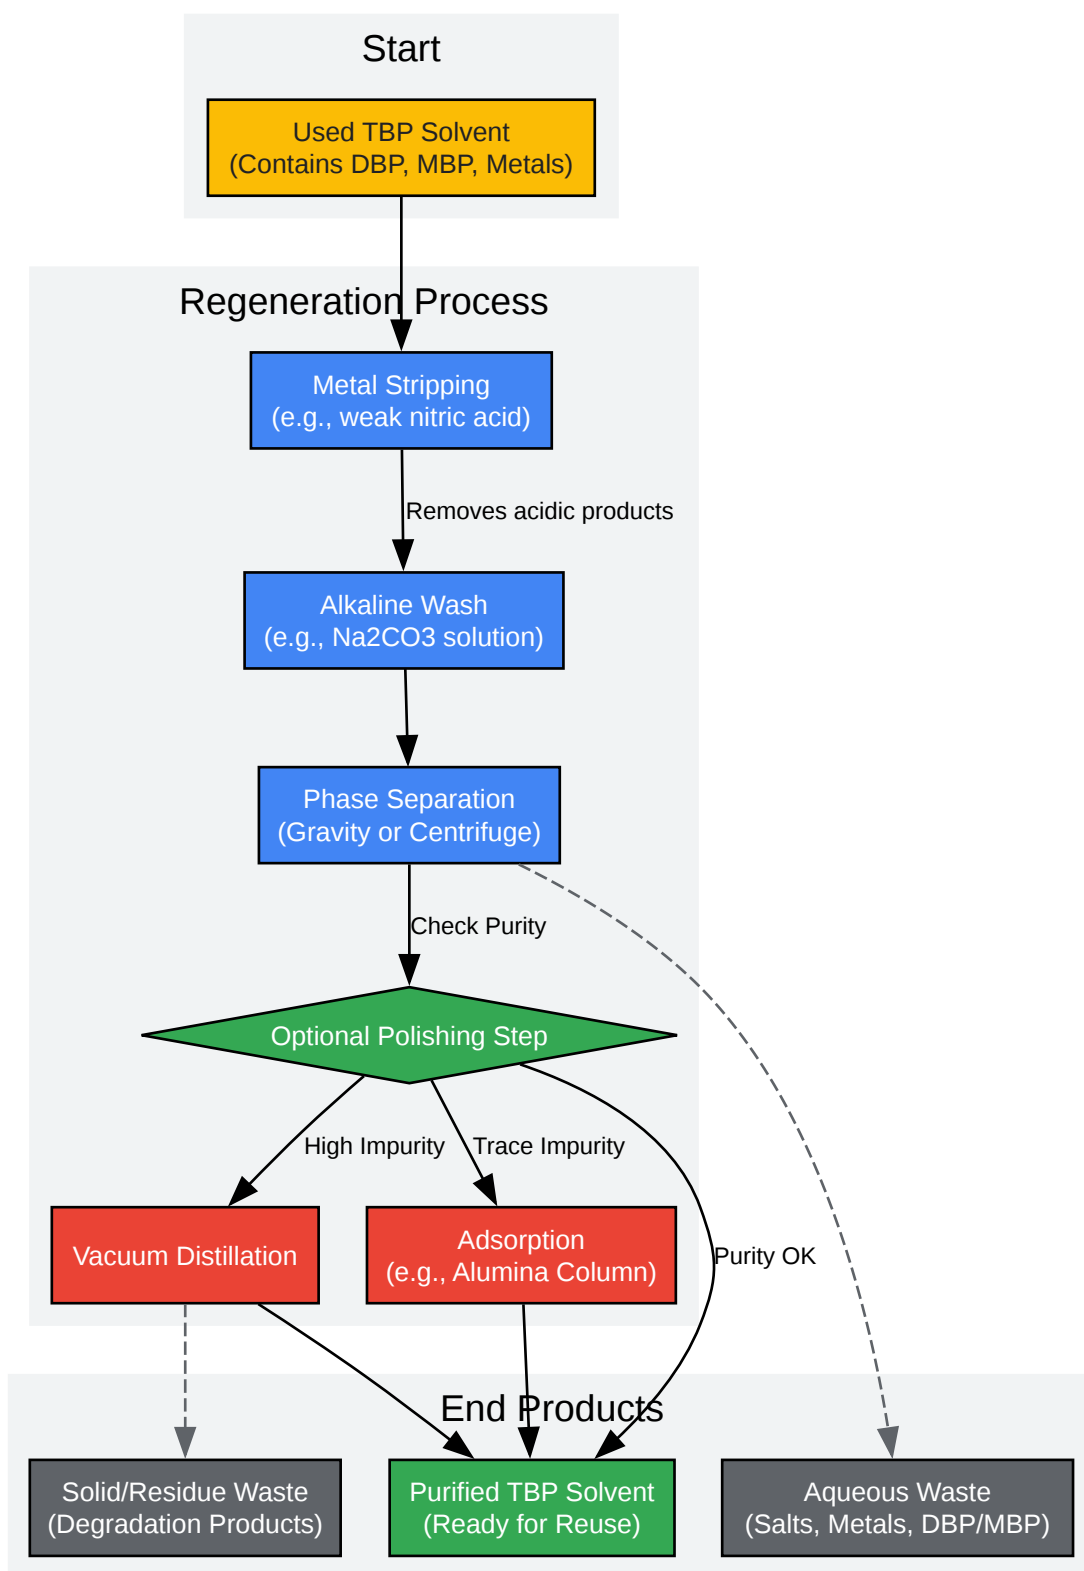 Start
Used TBP Solvent
(Contains DBP, MBP, Metals)
Regeneration Process
Metal Stripping
(e.g., weak nitric acid)
Removes acidic products
Alkaline Wash
(e.g., Na2CO3 solution)
Phase Separation
(Gravity or Centrifuge)
Check Purity
Optional Polishing Step
High Impurity
Trace Impurity
Vacuum Distillation
Adsorption
(e.g., Alumina Column)
Purity OK
End Products
Solid/Residue Waste
(Degradation Products)
Purified TBP Solvent
(Ready for Reuse)
Aqueous Waste
(Salts, Metals, DBP/MBP)